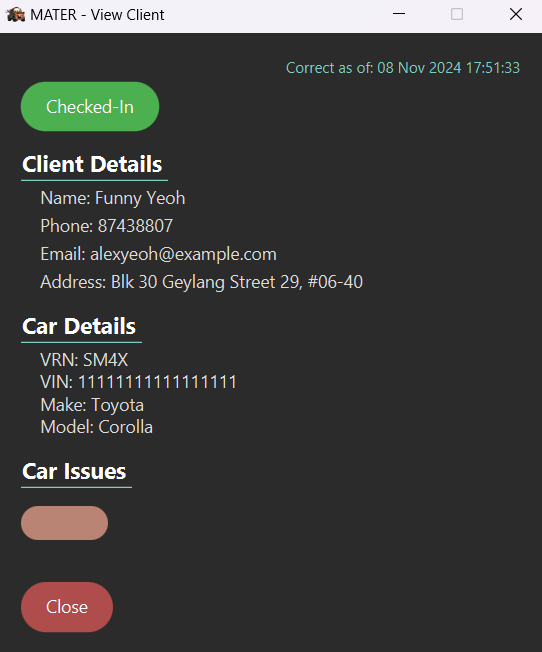 MATER - View Client
Correct as of: 08 Nov 2024 17:51:33
Checked-In
Client Details
Name: Funny Yeoh
Phone: 87438807
Email: alexyeoh@example.com
Address: Blk 30 Geylang Street 29, #06-40
Car Details
VRN: SM4X
VIN: 11111111111111111
Make: Toyota
Model: Corolla
Car Issues
Close